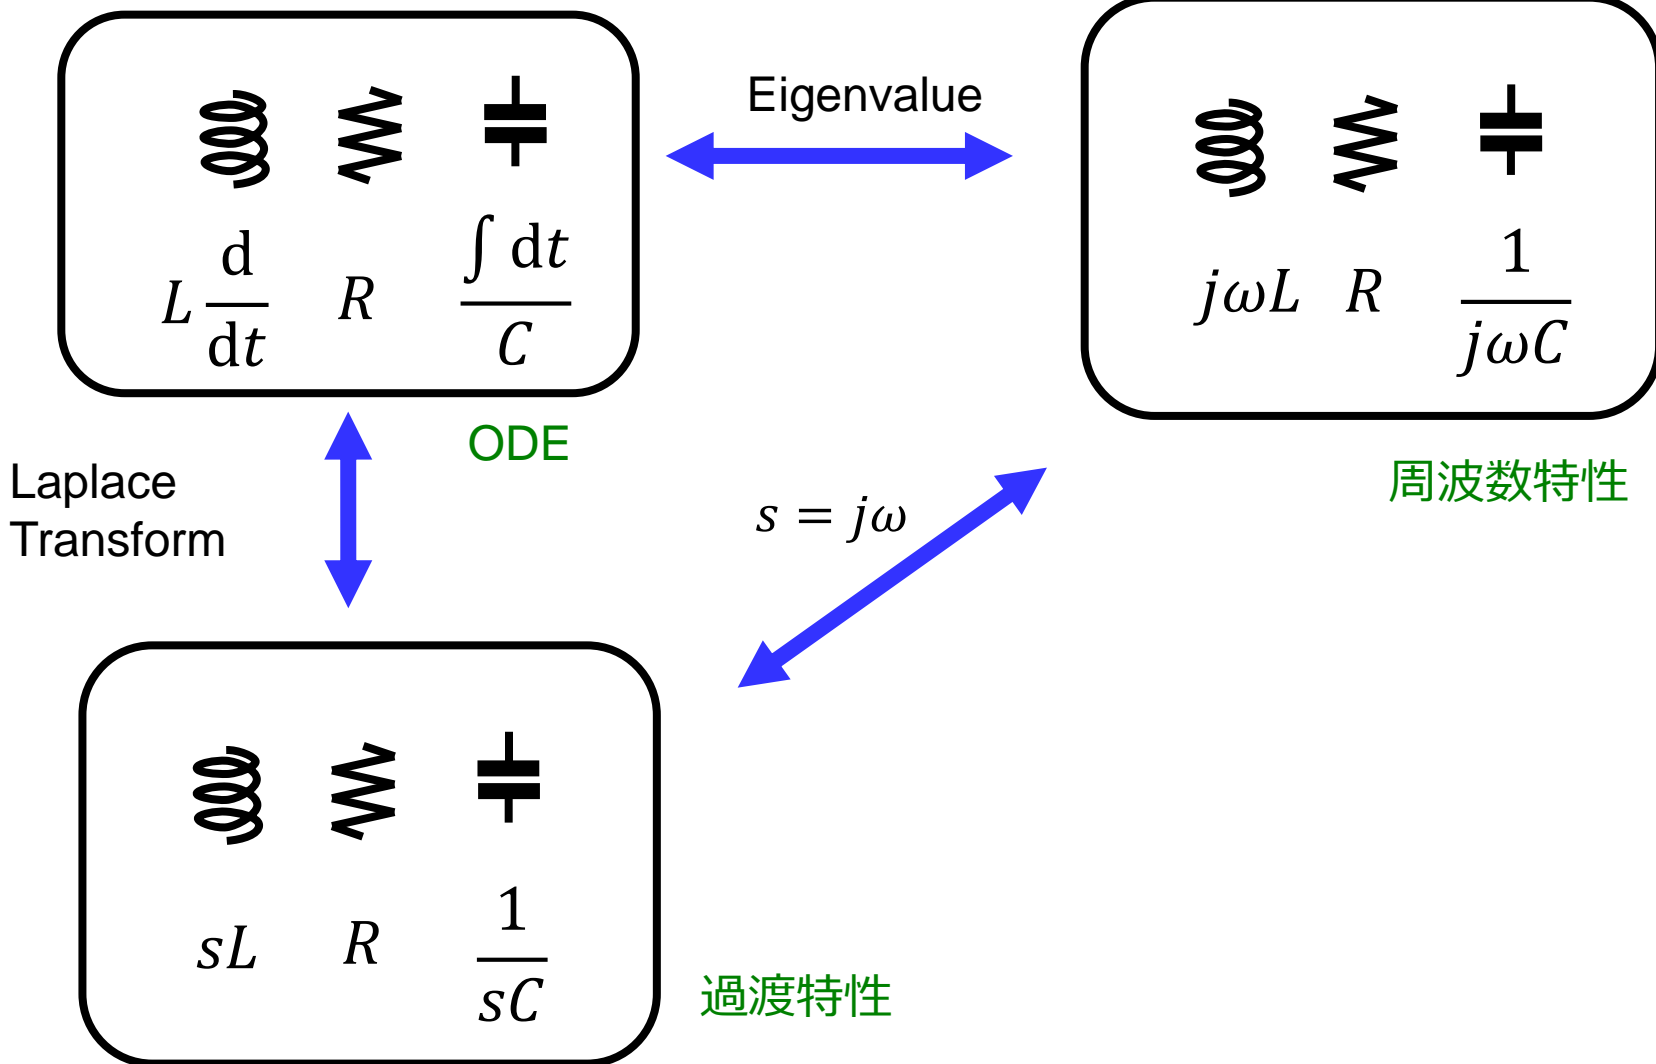 Eigenvalue
L d/dt R ∫ dt/C
jωL R 1/jωC
ODE
周波数特性
Laplace
Transform
s = jω
sL R 1/sC
過渡特性